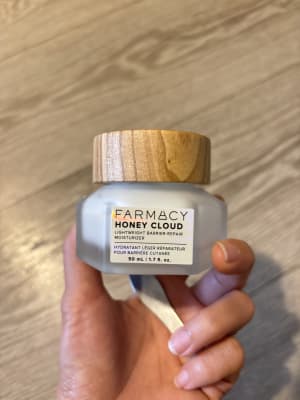 FARMACY
HONEY CLOUD
LIGHTWEIGHT BARRIER REPAIR
MOISTURIZER
HYDRATANT LÉGER RÉPARATEUR
POUR BARRIÈRE CUTANÉE
50 mL / 1.7 fl. oz.